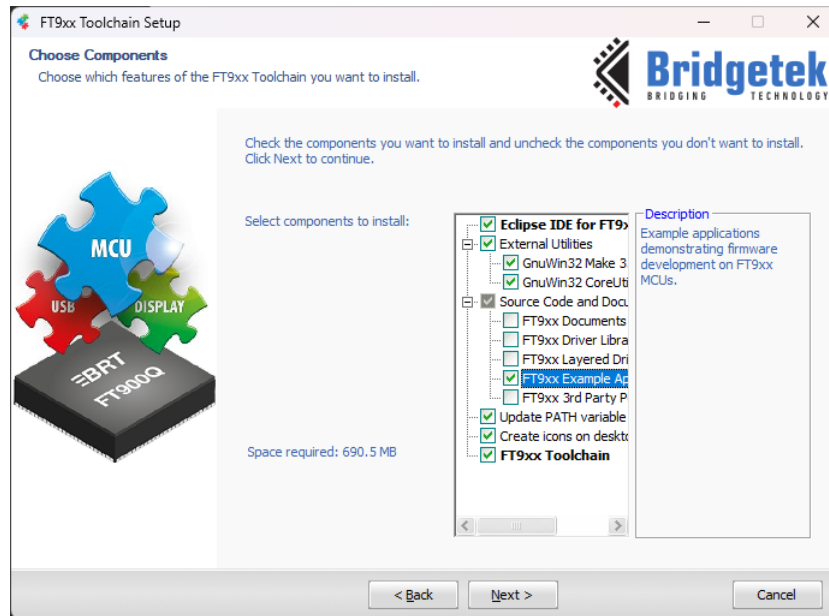 FT9xx Toolchain Setup
Choose Components
Choose which features of the FT9xx Toolchain you want to install.
Bridgetek
BRIDGING TECHNOLOGY
Check the components you want to install and uncheck the components you don't want to install.
Click Next to continue.
Select components to install:
Eclipse IDE for FT9x
External Utilities
GnuWin32 Make 3
GnuWin32 CoreUti
Source Code and Docu
FT9xx Documents
FT9xx Driver Libra
FT9xx Layered Dri
FT9xx Example Ap
FT9xx 3rd Party P
Update PATH variable
Create icons on deskto
FT9xx Toolchain
Description
Example applications
demonstrating firmware
development on FT9xx
MCUs.
MCU
USB
DISPLAY
EBRT
FT900Q
Space required: 690.5 MB
< Back
Next >
Cancel